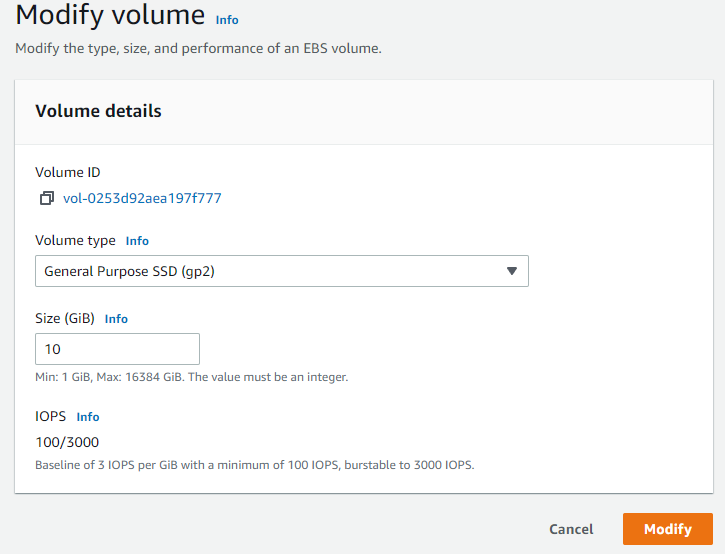 Modify volume Info
Modify the type, size, and performance of an EBS volume.
Volume details
Volume ID
vol-0253d92aea197f777
Volume type Info
General Purpose SSD (gp2)
Size (GiB) Info
10
Min: 1 GiB, Max: 16384 GiB. The value must be an integer.
IOPS Info
100/3000
Baseline of 3 IOPS per GiB with a minimum of 100 IOPS, burstable to 3000 IOPS.
Cancel Modify